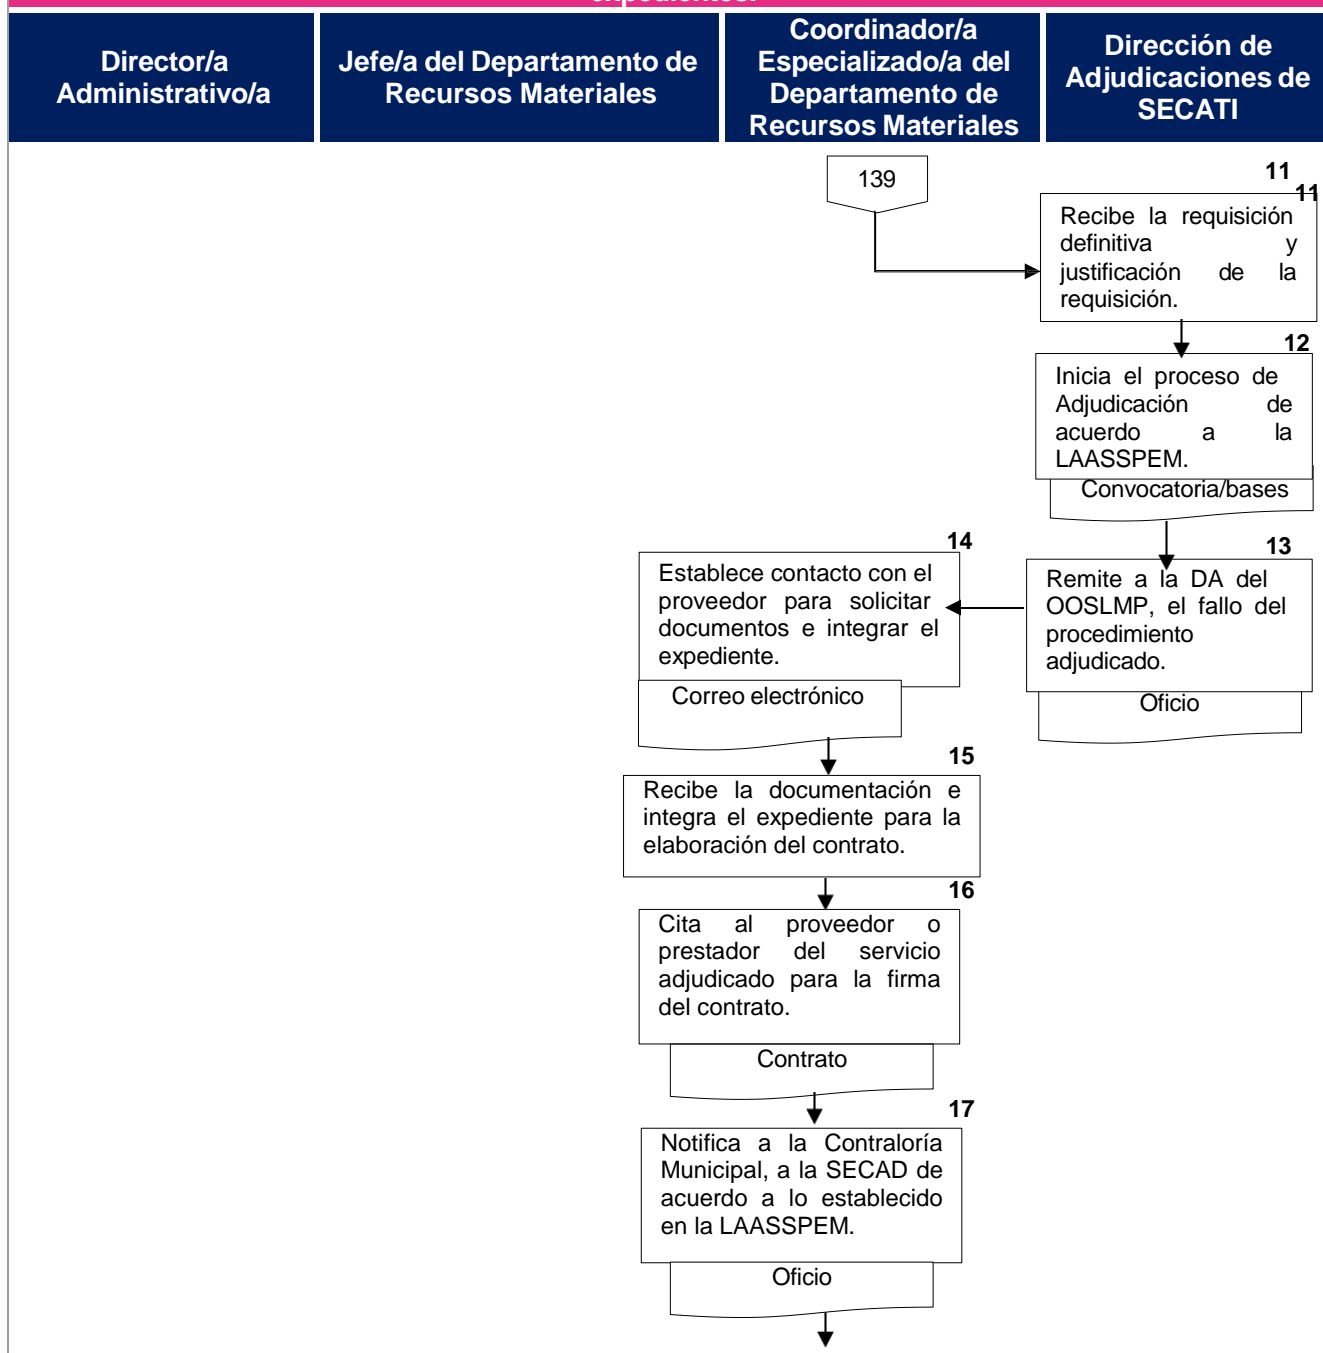 expedientes.
Director/a
Administrativo/a
Jefe/a del Departamento de
Recursos Materiales
Coordinador/a
Especializado/a del
Departamento de
Recursos Materiales
Dirección de
Adjudicaciones de
SECATI
139
11
11
Recibe la requisición
definitiva y
justificación de la
requisición.
12
Inicia el proceso de
Adjudicación de
acuerdo a la
LAASSPEM.
Convocatoria/bases
13
Remite a la DA del
OOSLMP, el fallo del
procedimiento
adjudicado.
Oficio
14
Establece contacto con el
proveedor para solicitar
documentos e integrar el
expediente.
Correo electrónico
15
Recibe la documentación e
integra el expediente para la
elaboración del contrato.
16
Cita al proveedor o
prestador del servicio
adjudicado para la firma
del contrato.
Contrato
17
Notifica a la Contraloría
Municipal, a la SECAD de
acuerdo a lo establecido
en la LAASSPEM.
Oficio